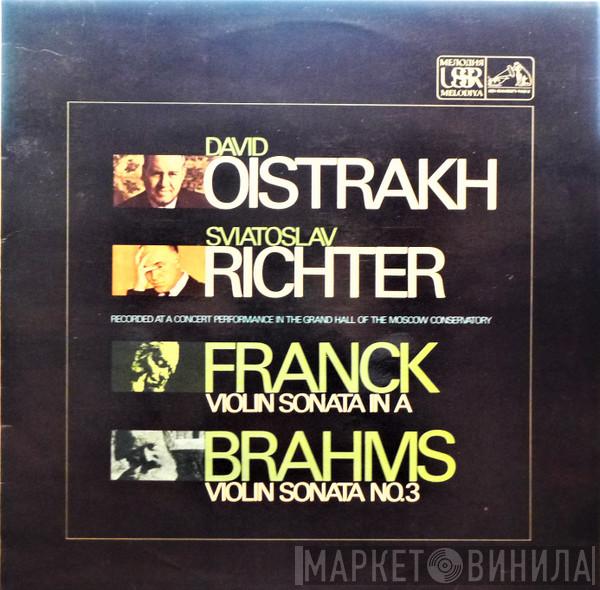 МЕЛОДИЯ
USSR
MELODIYA
DAVID
OISTRAKH
SVIATOSLAV
RICHTER
RECORDED AT A CONCERT PERFORMANCE IN THE GRAND HALL OF THE MOSCOW CONSERVATORY
FRANCK
VIOLIN SONATA IN A
BRAHMS
VIOLIN SONATA NO.3
МАРКЕТ ВИНИЛА